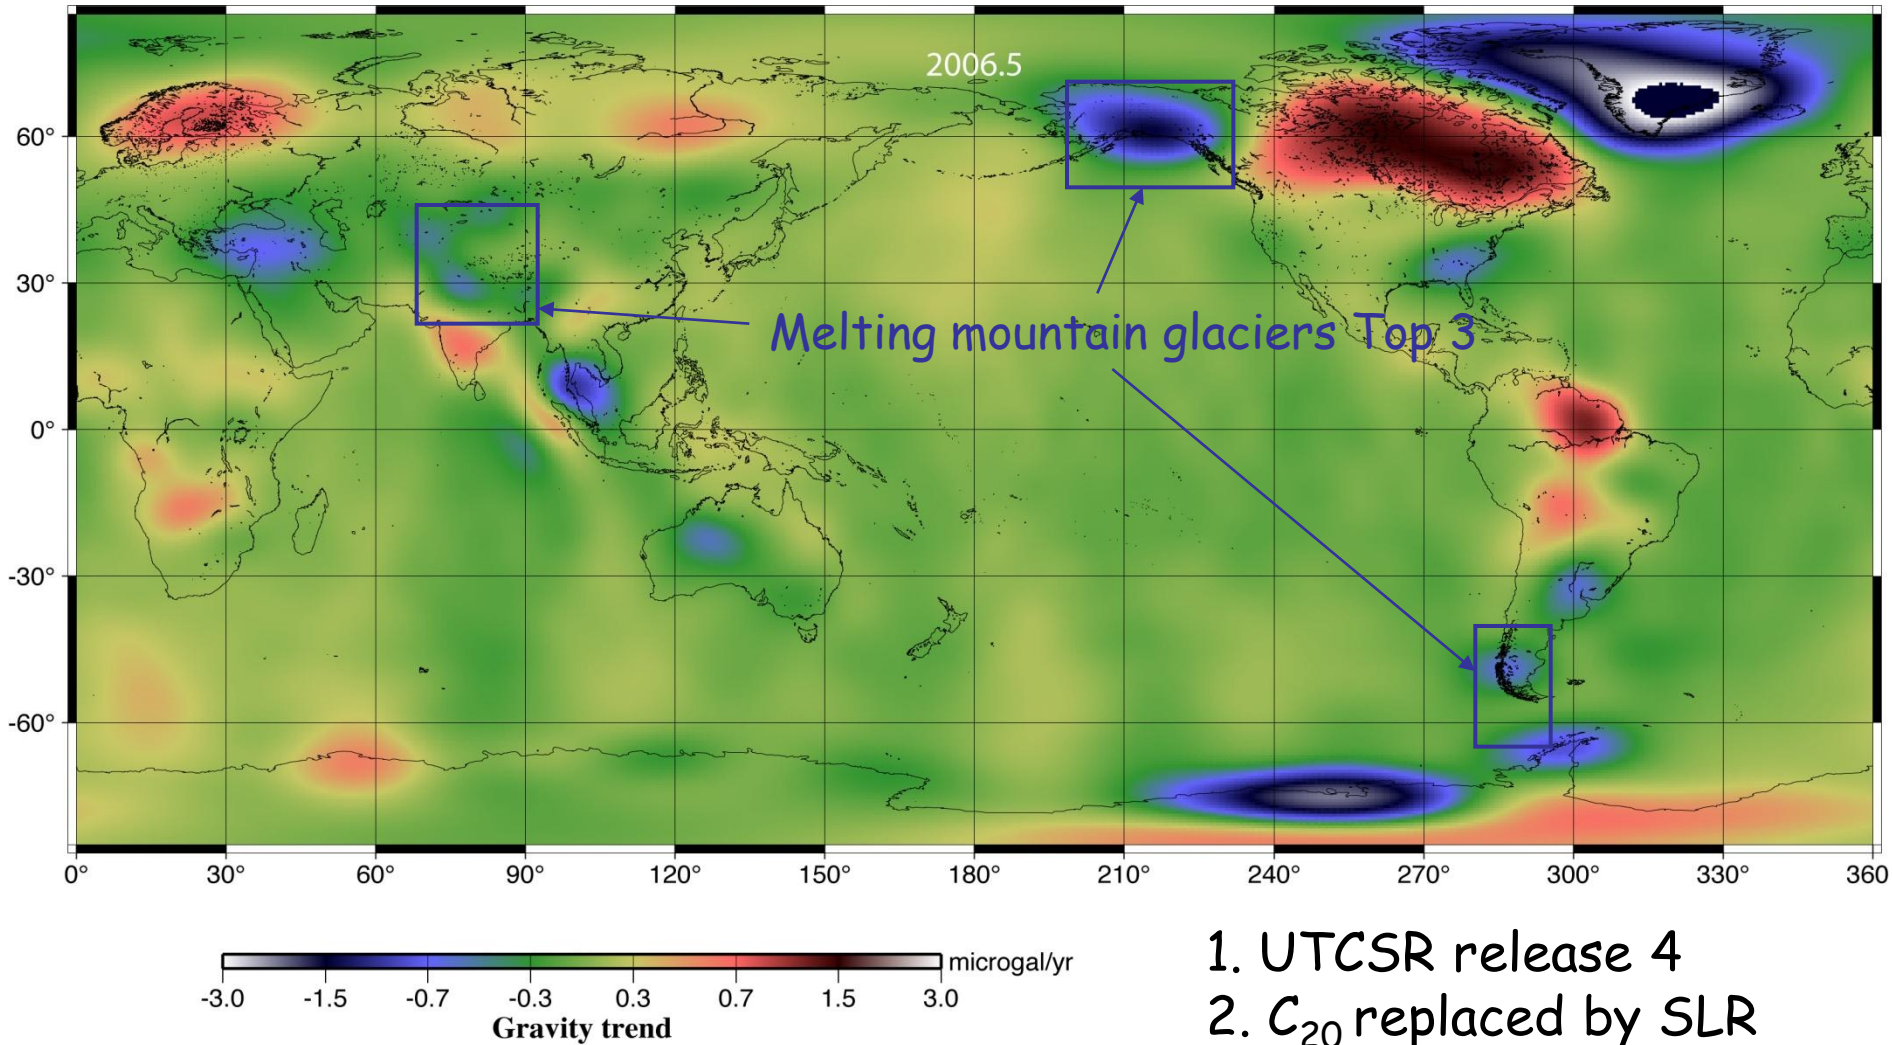 2006.5
60°
30°
0°
-30°
-60°
Melting mountain glaciers Top 3
0° 30° 60° 90° 120° 150° 180° 210° 240° 270° 300° 330° 360
microgal/yr
-3.0 -1.5 -0.7 -0.3 0.3 0.7 1.5 3.0
Gravity trend
1. UTCSR release 4
2. C₂₀ replaced by SLR